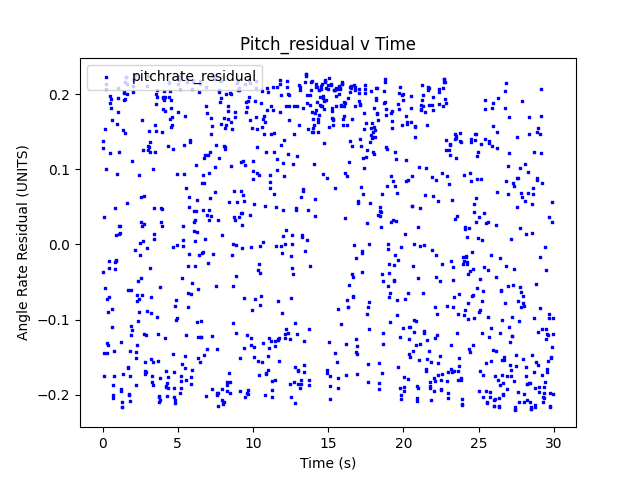 Pitch_residual v Time
pitchrate_residual
Angle Rate Residual (UNITS)
0.2
0.1
0.0
−0.1
−0.2
0 5 10 15 20 25 30
Time (s)